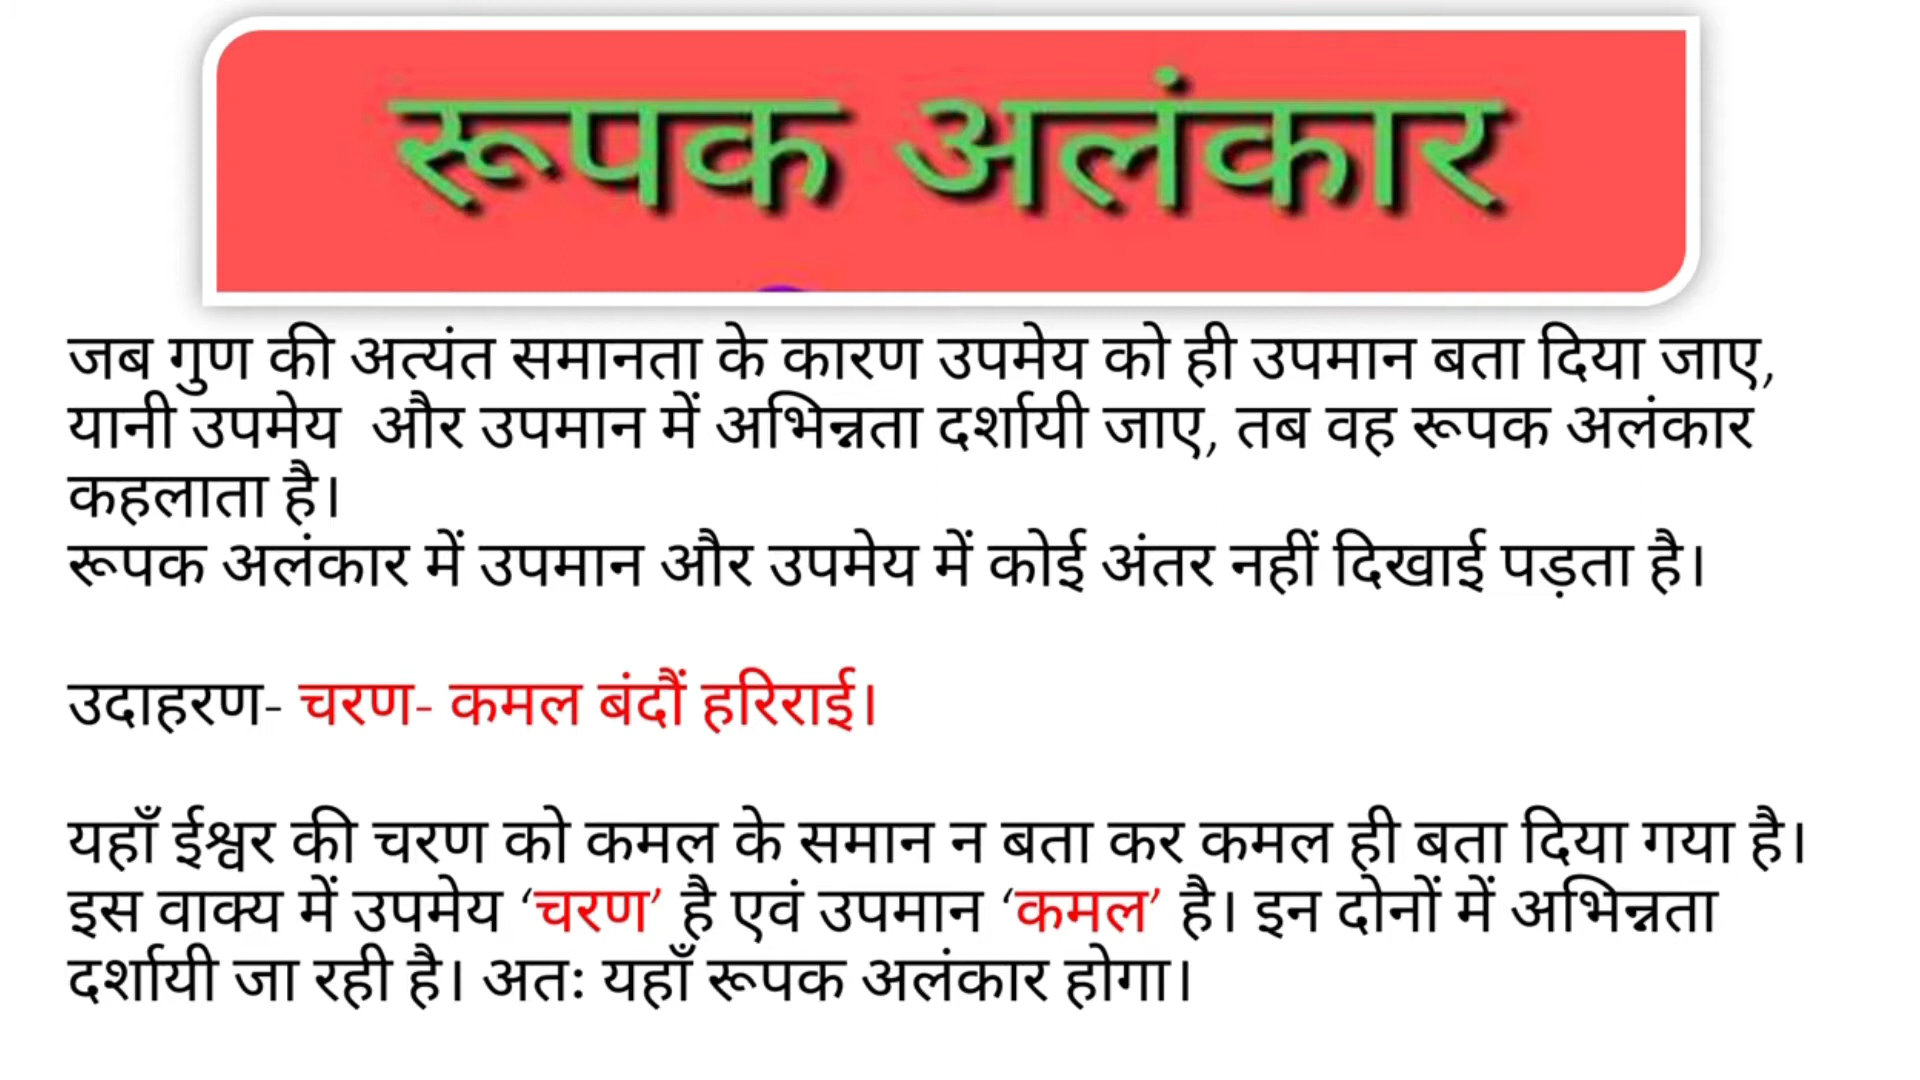 रूपक अलंकार
जब गुण की अत्यंत समानता के कारण उपमेय को ही उपमान बता दिया जाए,
यानी उपमेय  और उपमान में अभिन्नता दर्शायी जाए, तब वह रूपक अलंकार
कहलाता है।
रूपक अलंकार में उपमान और उपमेय में कोई अंतर नहीं दिखाई पड़ता है।
उदाहरण- चरण- कमल बंदौं हरिराई।
यहाँ ईश्वर की चरण को कमल के समान न बता कर कमल ही बता दिया गया है।
इस वाक्य में उपमेय ‘चरण’ है एवं उपमान ‘कमल’ है। इन दोनों में अभिन्नता
दर्शायी जा रही है। अतः यहाँ रूपक अलंकार होगा।